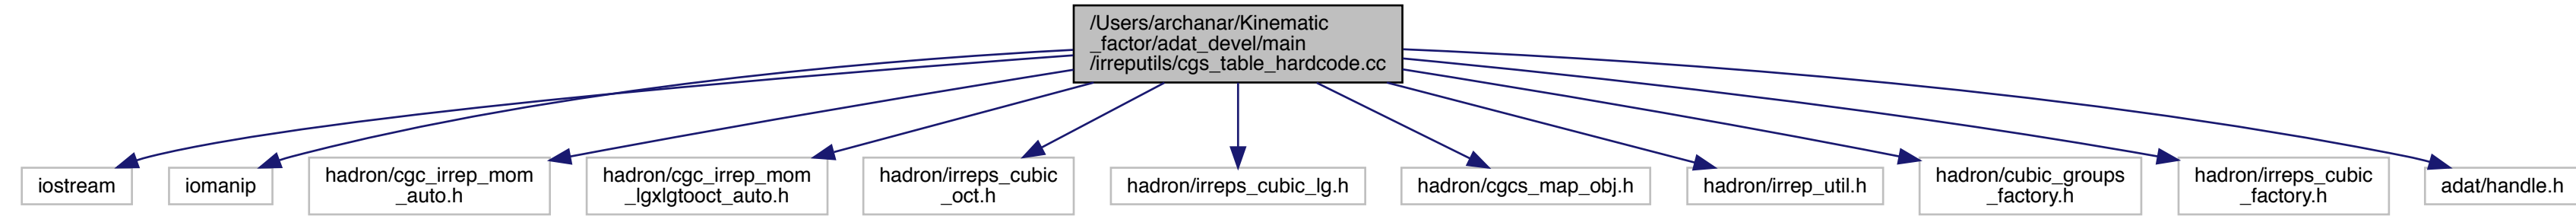 /Users/archanar/Kinematic
_factor/adat_devel/main
/irreputils/cgs_table_hardcode.cc
iostream
iomanip
hadron/cgc_irrep_mom
_auto.h
hadron/cgc_irrep_mom
_lgxlgtooct_auto.h
hadron/irreps_cubic
_oct.h
hadron/irreps_cubic_lg.h
hadron/cgcs_map_obj.h
hadron/irrep_util.h
hadron/cubic_groups
_factory.h
hadron/irreps_cubic
_factory.h
adat/handle.h